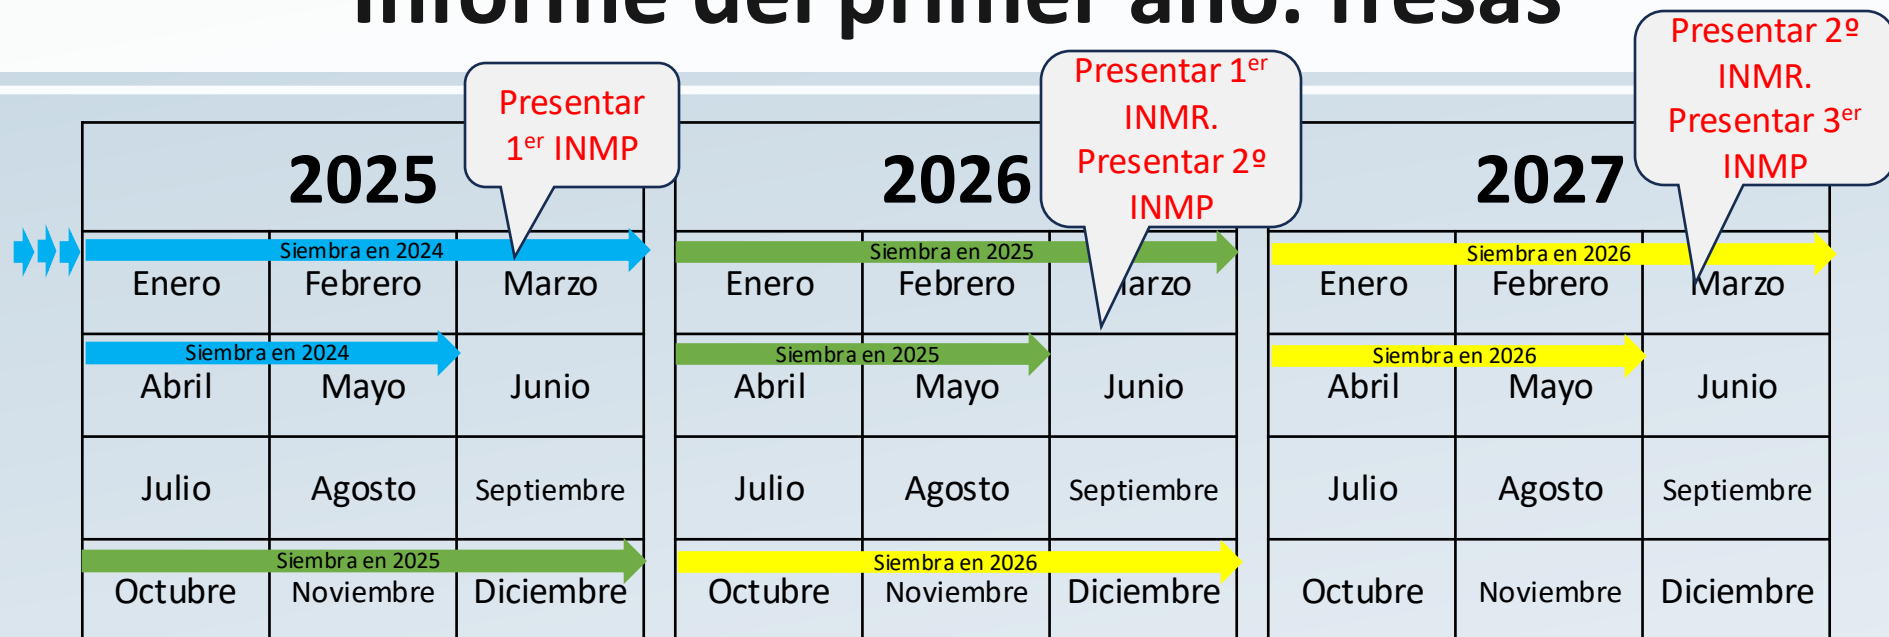 Informe del primer año: fresas
Presentar
1er INMP
Presentar 1er
INMR.
Presentar 2º
INMP
Presentar 2º
INMR.
Presentar 3er
INMP
2025
2026
2027
Siembra en 2024
Siembra en 2025
Siembra en 2026
Enero Febrero Marzo
Enero Febrero Marzo
Enero Febrero Marzo
Siembra en 2024
Siembra en 2025
Siembra en 2026
Abril Mayo Junio
Abril Mayo Junio
Abril Mayo Junio
Julio Agosto Septiembre
Julio Agosto Septiembre
Julio Agosto Septiembre
Siembra en 2025
Siembra en 2026
Octubre Noviembre Diciembre
Octubre Noviembre Diciembre
Octubre Noviembre Diciembre